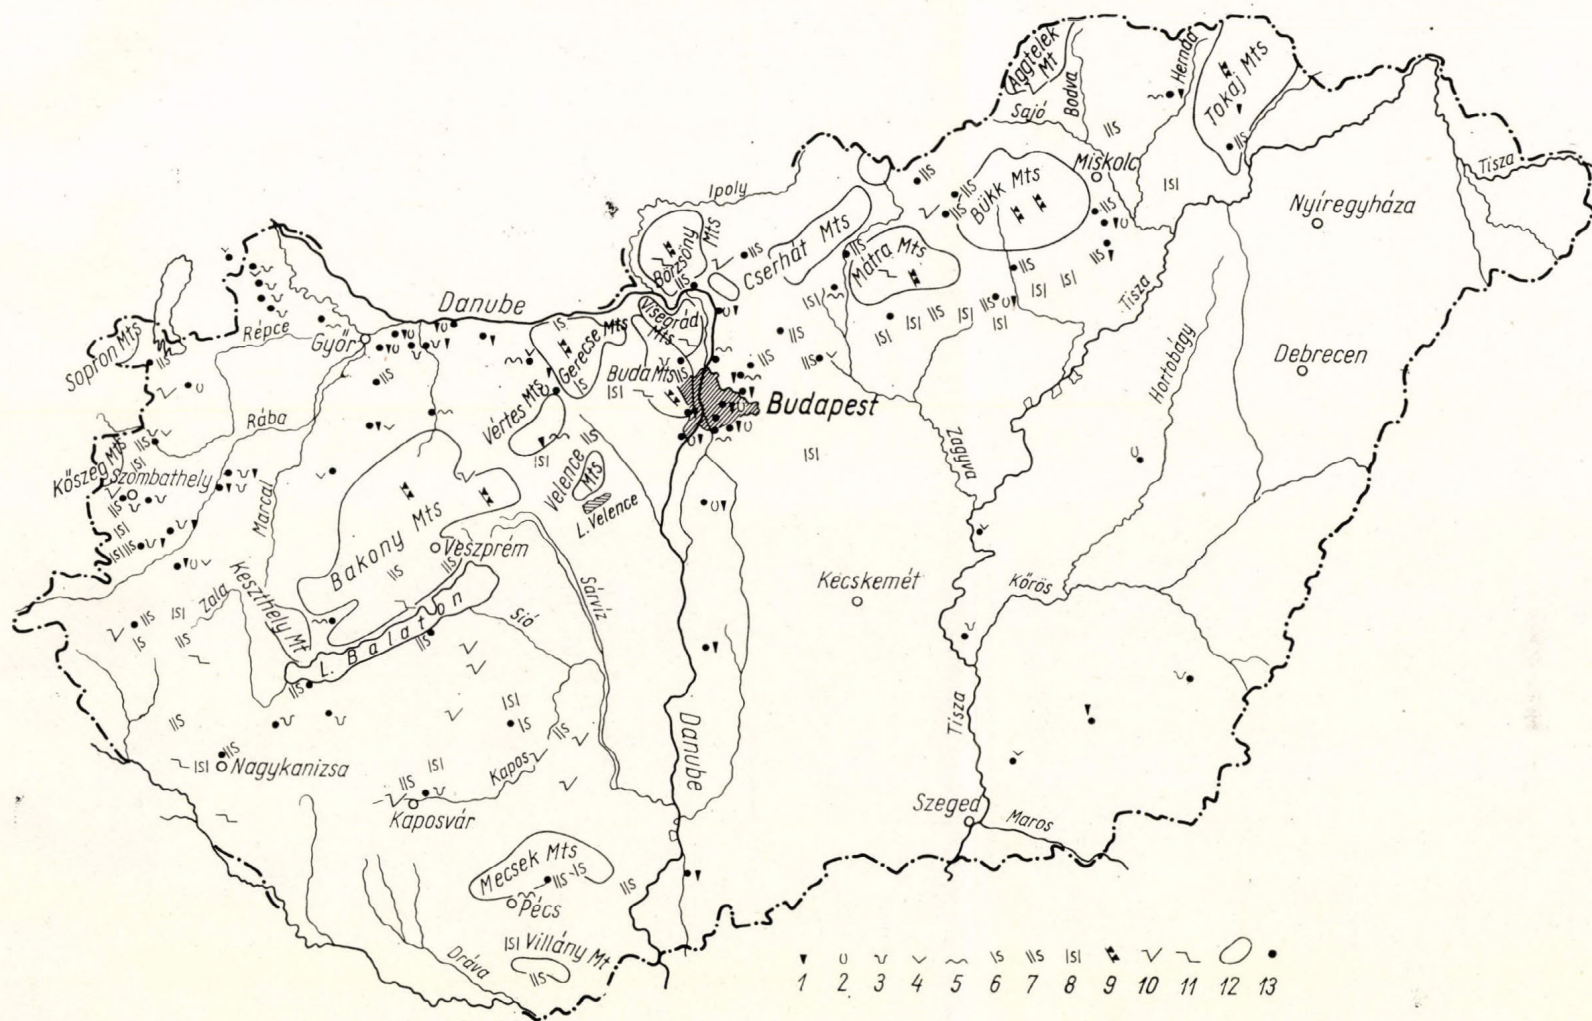 Aggtelek
Mt
Bodva
Hernád
Tokaj Mts
Sajó
Miskolc
Bükk Mts
Tisza
Nyíregyháza
Ipoly
Börzsöny
Mts
Cserhát Mts
Mátra Mts
Danube
Visegrád
Mts
Gerecse Mts
Buda Mts
Budapest
Vértes Mts
Tisza
Hortobágy
Debrecen
Sopron Mts
Répce
Győr
Rába
Kőszeg Mts
Szombathely
Marcal
Bakony Mts
Velence
Mts
L. Velence
Veszprém
Zagyva
Zala
Keszthely Mt
L. Balaton
Sió
Sárvíz
Kecskemét
Körös
Nagykanizsa
Kapos
Kaposvár
Danube
Tisza
Szeged
Maros
Mecsek Mts
Pécs
Villány Mt
Dráva
1 2 3 4 5 6 7 8 9 10 11 12 13